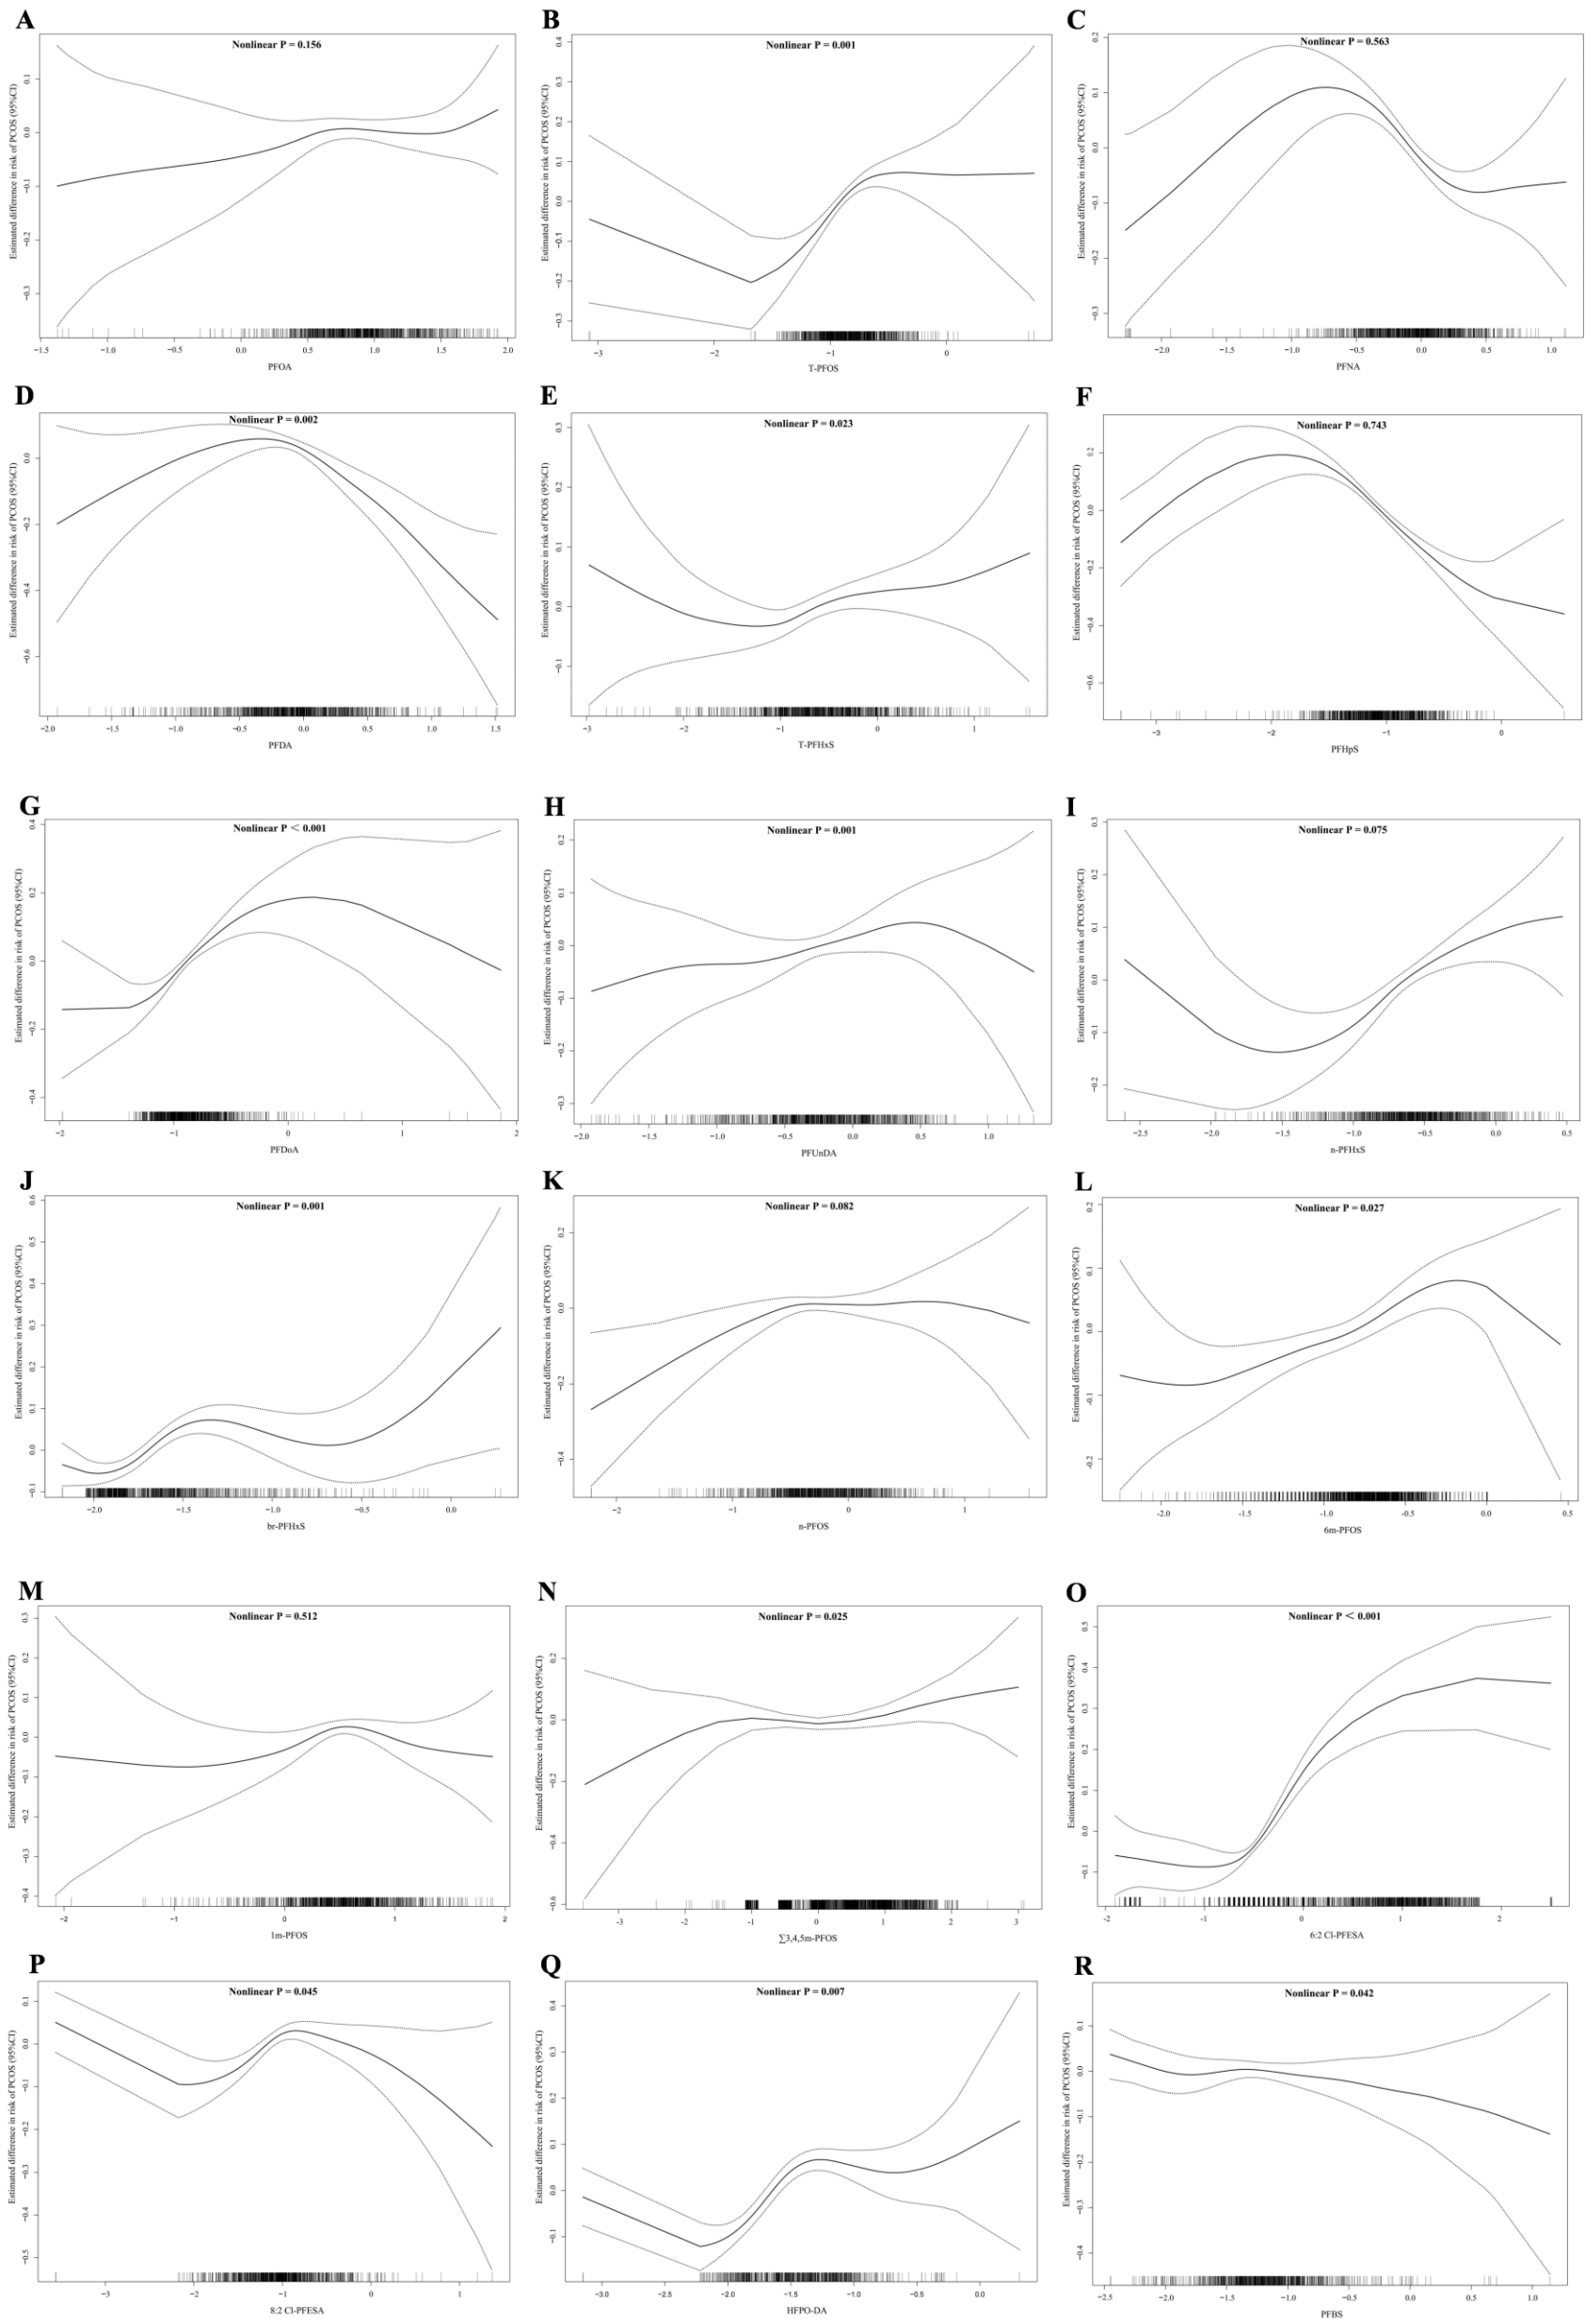 A
Nonlinear P = 0.156
Estimated difference in risk of PCOS (95%CI)
0.1
0.0
−0.1
−0.2
−0.3
−1.5 −1.0 −0.5 0.0 0.5 1.0 1.5 2.0
PFOA
B
Nonlinear P = 0.001
Estimated difference in risk of PCOS (95%CI)
0.4
0.3
0.2
0.1
0.0
−0.1
−0.2
−0.3
−3 −2 −1 0
T-PFOS
C
Nonlinear P = 0.563
Estimated difference in risk of PCOS (95%CI)
0.2
0.1
0.0
−0.1
−0.2
−0.3
−2.0 −1.5 −1.0 −0.5 0.0 0.5 1.0
PFNA
D
Nonlinear P = 0.002
Estimated difference in risk of PCOS (95%CI)
0.0
−0.2
−0.4
−0.6
−2.0 −1.5 −1.0 −0.5 0.0 0.5 1.0 1.5
PFDA
E
Nonlinear P = 0.023
Estimated difference in risk of PCOS (95%CI)
0.3
0.2
0.1
0.0
−0.1
−3 −2 −1 0 1
T-PFHxS
F
Nonlinear P = 0.743
Estimated difference in risk of PCOS (95%CI)
0.2
0.0
−0.2
−0.4
−0.6
−3 −2 −1 0
PFHpS
G
Nonlinear P < 0.001
Estimated difference in risk of PCOS (95%CI)
0.4
0.2
0.0
−0.2
−0.4
−2 −1 0 1 2
PFDoA
H
Nonlinear P = 0.001
Estimated difference in risk of PCOS (95%CI)
0.2
0.1
0.0
−0.1
−0.2
−0.3
−2.0 −1.5 −1.0 −0.5 0.0 0.5 1.0
PFUnDA
I
Nonlinear P = 0.075
Estimated difference in risk of PCOS (95%CI)
0.3
0.2
0.1
0.0
−0.1
−0.2
−2.5 −2.0 −1.5 −1.0 −0.5 0.0 0.5
n-PFHxS
J
Nonlinear P = 0.001
Estimated difference in risk of PCOS (95%CI)
0.6
0.5
0.4
0.3
0.2
0.1
0.0
−0.1
−2.0 −1.5 −1.0 −0.5 0.0
br-PFHxS
K
Nonlinear P = 0.082
Estimated difference in risk of PCOS (95%CI)
0.2
0.0
−0.2
−0.4
−2 −1 0 1
n-PFOS
L
Nonlinear P = 0.027
Estimated difference in risk of PCOS (95%CI)
0.2
0.1
0.0
−0.1
−0.2
−2.0 −1.5 −1.0 −0.5 0.0 0.5
6m-PFOS
M
Nonlinear P = 0.512
Estimated difference in risk of PCOS (95%CI)
0.3
0.2
0.1
0.0
−0.1
−0.2
−0.3
−0.4
−2 −1 0 1 2
1m-PFOS
N
Nonlinear P = 0.025
Estimated difference in risk of PCOS (95%CI)
0.2
0.0
−0.2
−0.4
−0.6
−3 −2 −1 0 1 2 3
∑3,4,5m-PFOS
O
Nonlinear P < 0.001
Estimated difference in risk of PCOS (95%CI)
0.5
0.4
0.3
0.2
0.1
0.0
−0.1
−2 −1 0 1 2
6:2 Cl-PFESA
P
Nonlinear P = 0.045
Estimated difference in risk of PCOS (95%CI)
0.1
0.0
−0.1
−0.2
−0.3
−0.4
−0.5
−3 −2 −1 0 1
8:2 Cl-PFESA
Q
Nonlinear P = 0.007
Estimated difference in risk of PCOS (95%CI)
0.4
0.3
0.2
0.1
0.0
−0.1
−3.0 −2.5 −2.0 −1.5 −1.0 −0.5 0.0
HFPO-DA
R
Nonlinear P = 0.042
Estimated difference in risk of PCOS (95%CI)
0.1
0.0
−0.1
−0.2
−0.3
−0.4
−2.5 −2.0 −1.5 −1.0 −0.5 0.0 0.5 1.0
PFBS